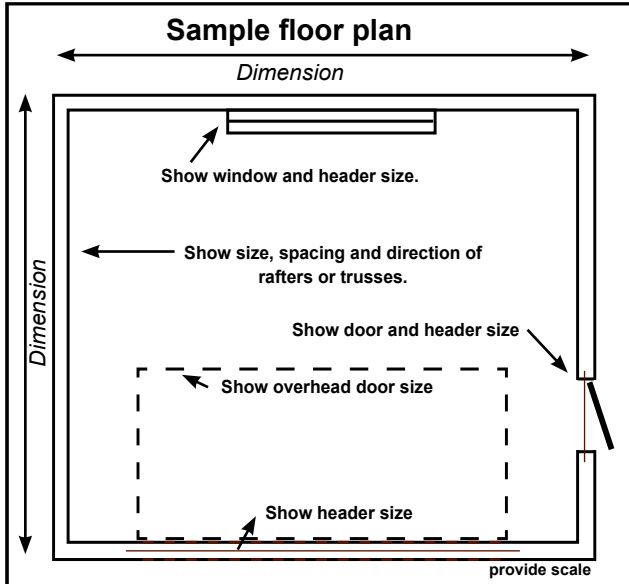 Sample floor plan
Dimension
Dimension
Show window and header size.
Show size, spacing and direction of
rafters or trusses.
Show door and header size
Show overhead door size
Show header size
provide scale